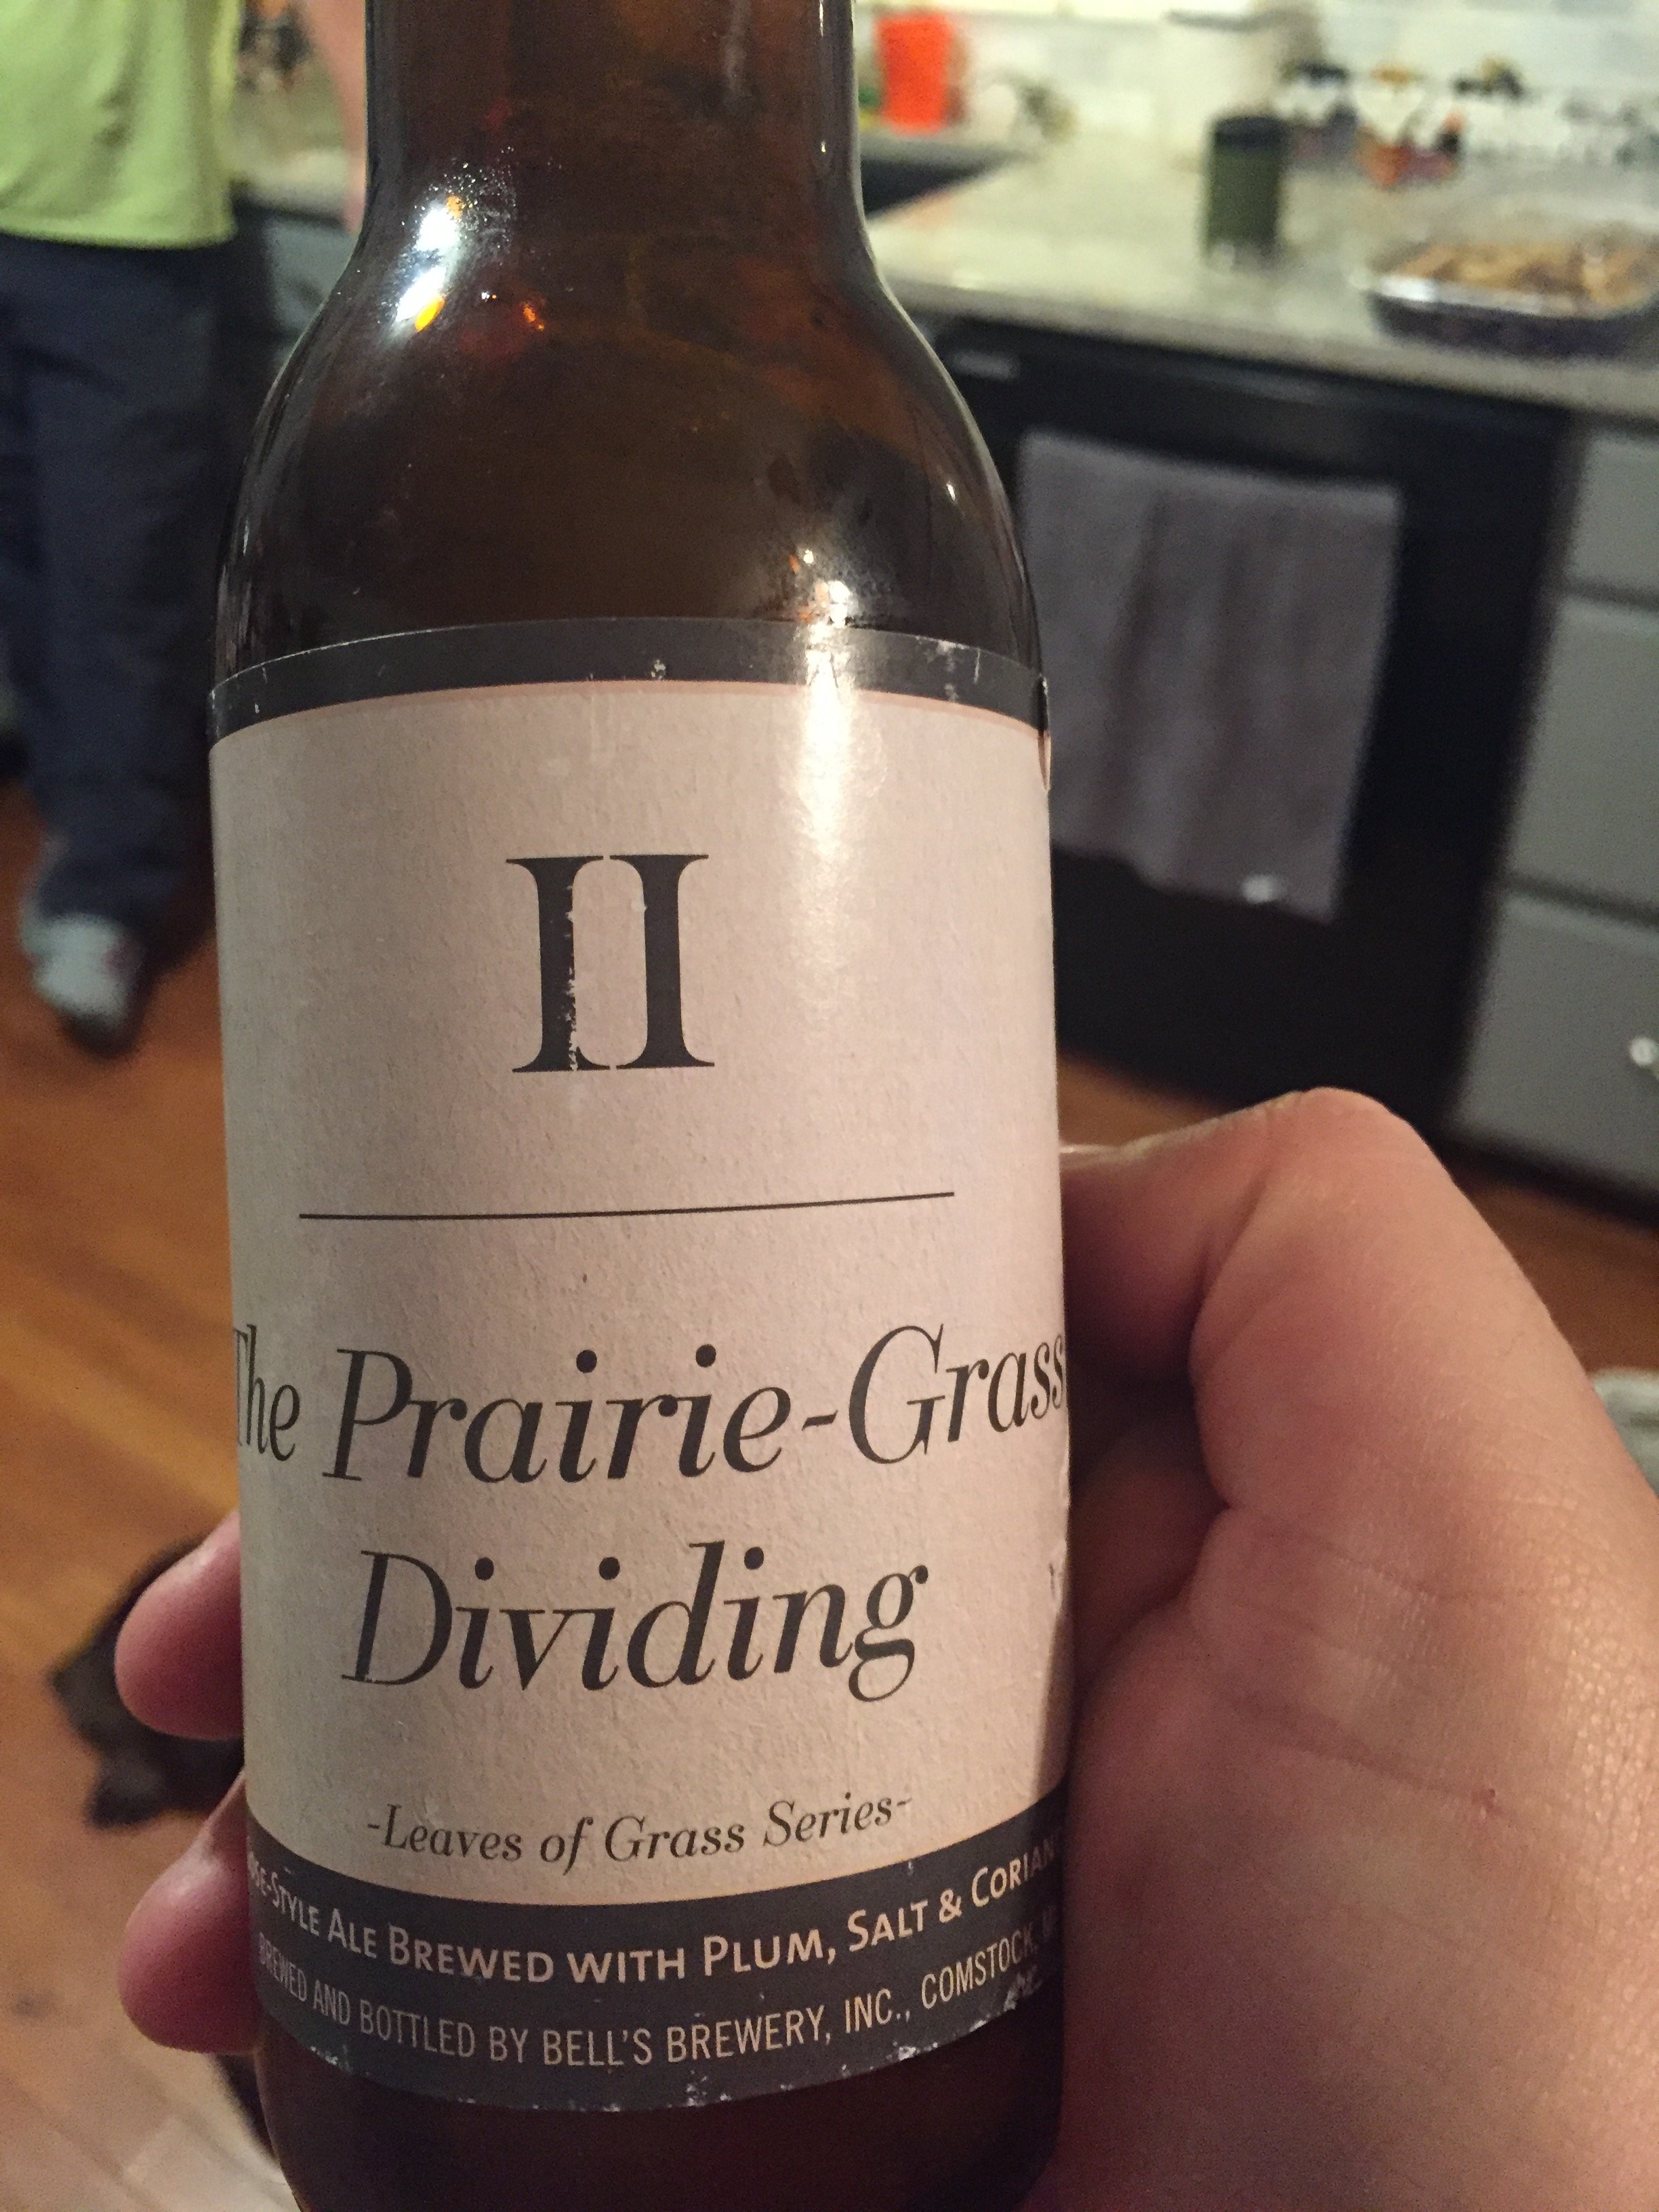 II
The Prairie-Grass
Dividing
-Leaves of Grass Series-
Style Ale Brewed with Plum, Salt &
BREWED AND BOTTLED BY BELL'S BREWERY, INC., COMSTOCK,